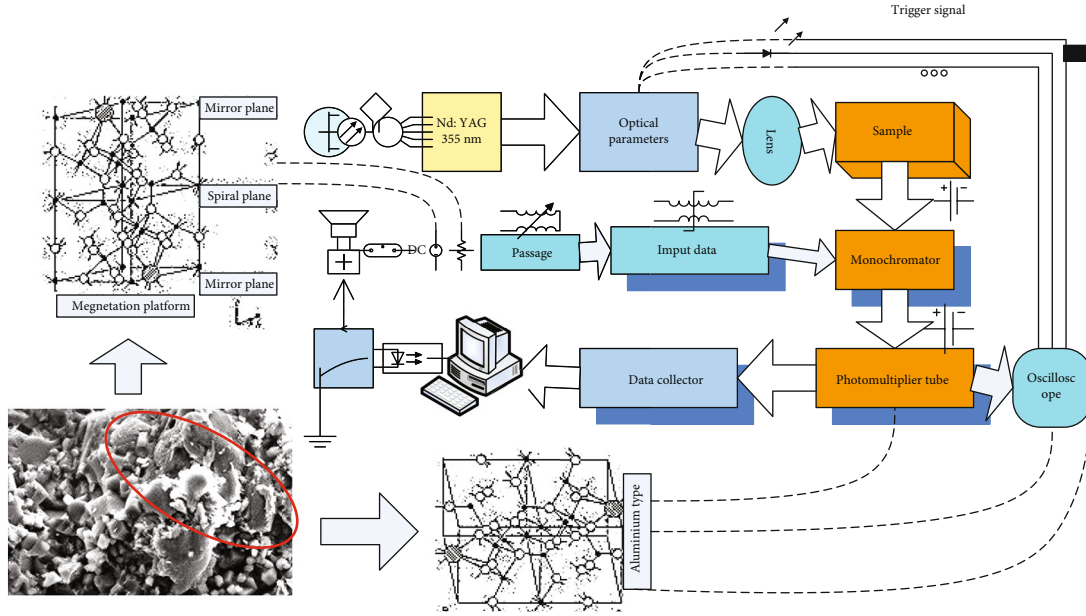 Trigger signal
Mirror plane
Nd: YAG
355 nm
Optical
parameters
Lens
Sample
+ −
Spiral plane
DC
Passage
Imput data
Monochromator
Mirror plane
Megnetation platform
+ −
Data collector
Photomultiplier tube
Oscillosc
ope
Aluminium type